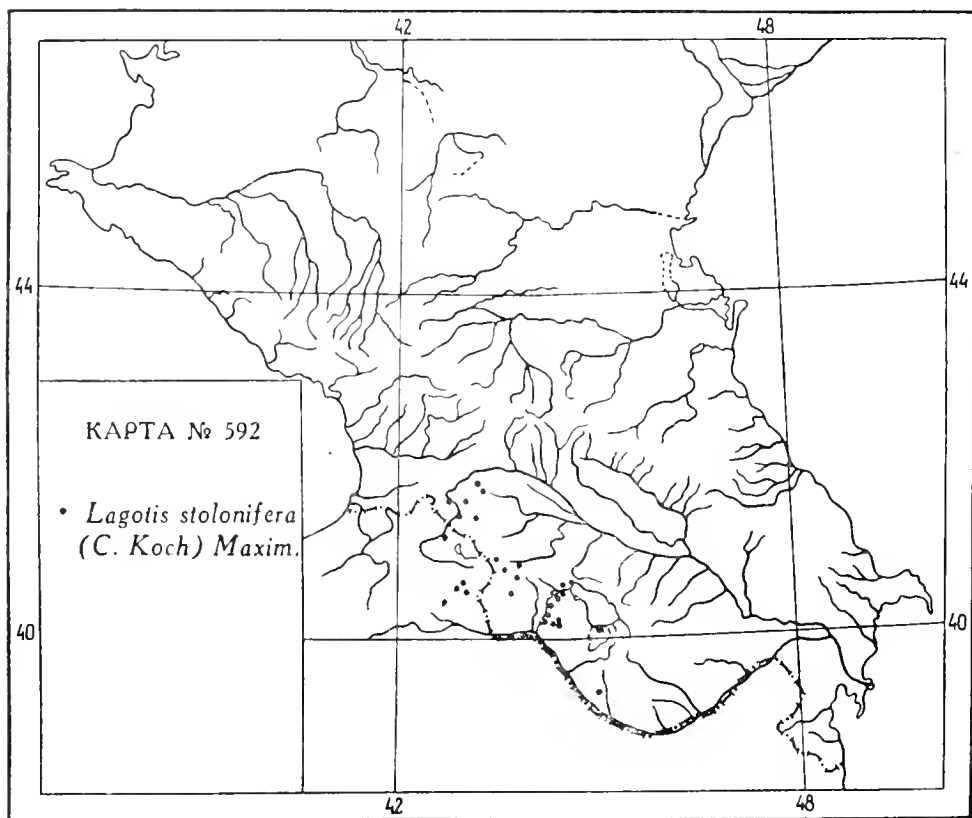 42 48
44 44
КАРТА № 592
• Lagotis stolonifera
(C. Koch) Maxim.
40 40
42 48